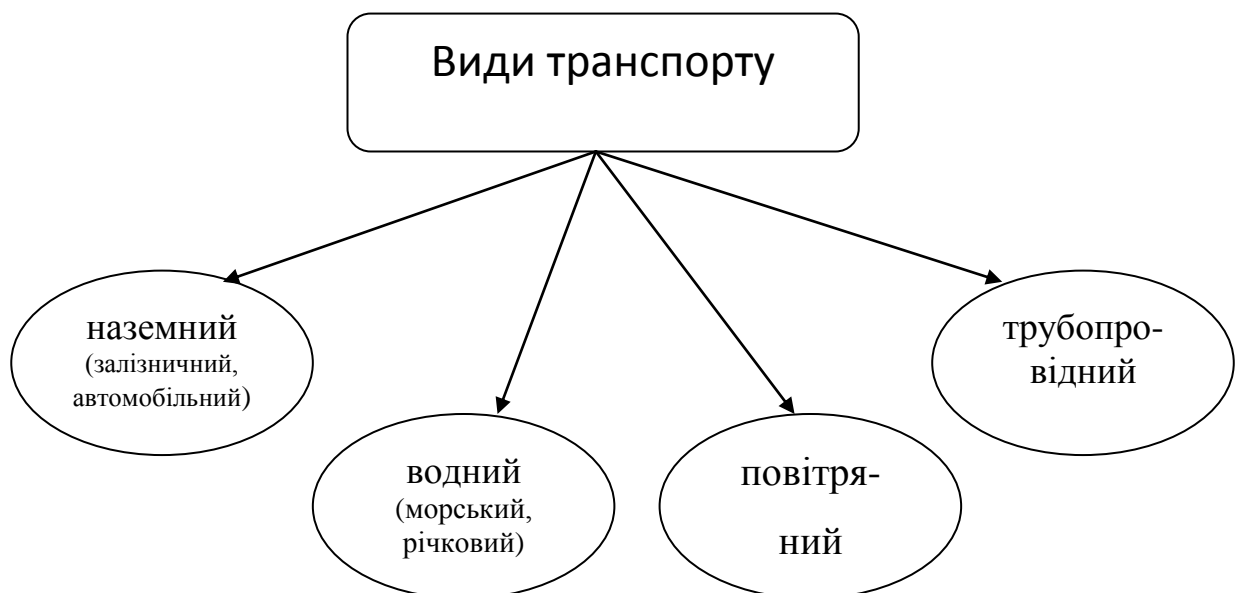 Види транспорту
наземний
(залізничний,
автомобільний)
водний
(морський,
річковий)
повітря-
ний
трубопро-
відний